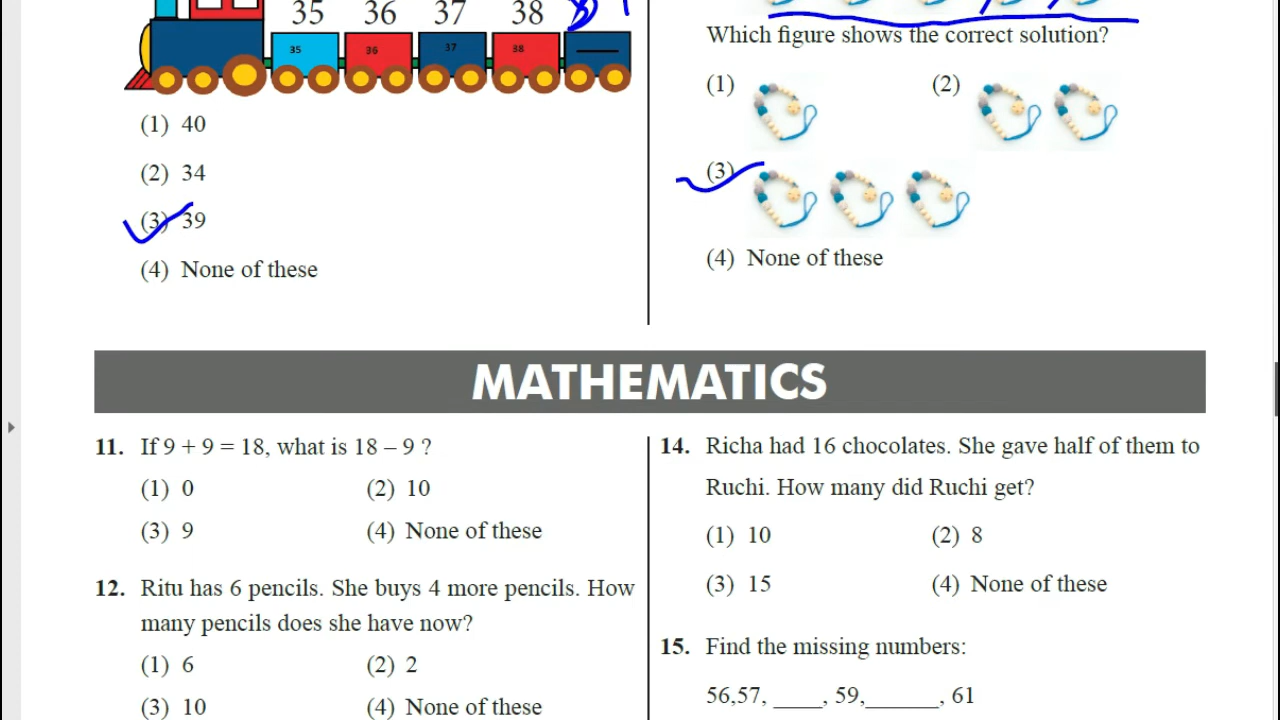 35 36 37 38
35 36 37 38
(1) 40
(2) 34
(3) 39
(4) None of these
Which figure shows the correct solution?
(1) (2)
(3)
(4) None of these
MATHEMATICS
11. If 9 + 9 = 18, what is 18 – 9 ?
(1) 0 (2) 10
(3) 9 (4) None of these
12. Ritu has 6 pencils. She buys 4 more pencils. How
many pencils does she have now?
(1) 6 (2) 2
(3) 10 (4) None of these
14. Richa had 16 chocolates. She gave half of them to
Ruchi. How many did Ruchi get?
(1) 10 (2) 8
(3) 15 (4) None of these
15. Find the missing numbers:
56,57, ____, 59,______, 61